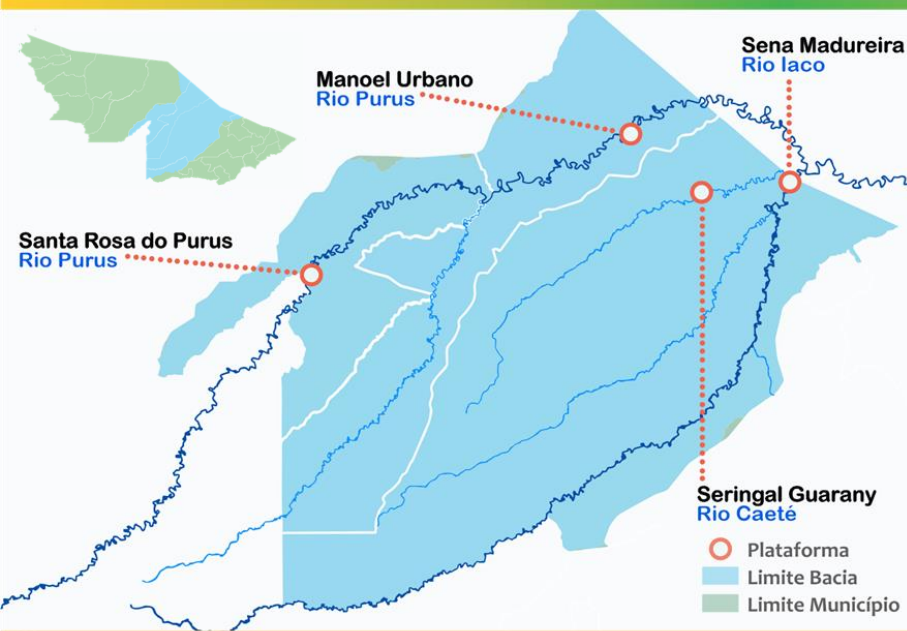 Sena Madureira
Rio Iaco
Manoel Urbano
Rio Purus
Santa Rosa do Purus
Rio Purus
Seringal Guarany
Rio Caeté
Plataforma
Limite Bacia
Limite Município